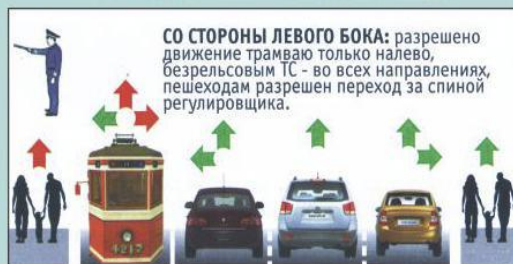 СО СТОРОНЫ ЛЕВОГО БОКА: разрешено
движение трамваю только налево,
безрельсовым ТС - во всех направлениях,
пешеходам разрешен переход за спиной
регулировщика.
4217